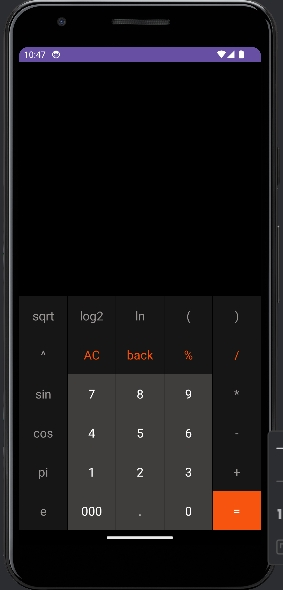 10:47
sqrt log2 ln ( )
^ AC back % /
sin 7 8 9 *
cos 4 5 6 -
pi 1 2 3 +
e 000 . 0 =